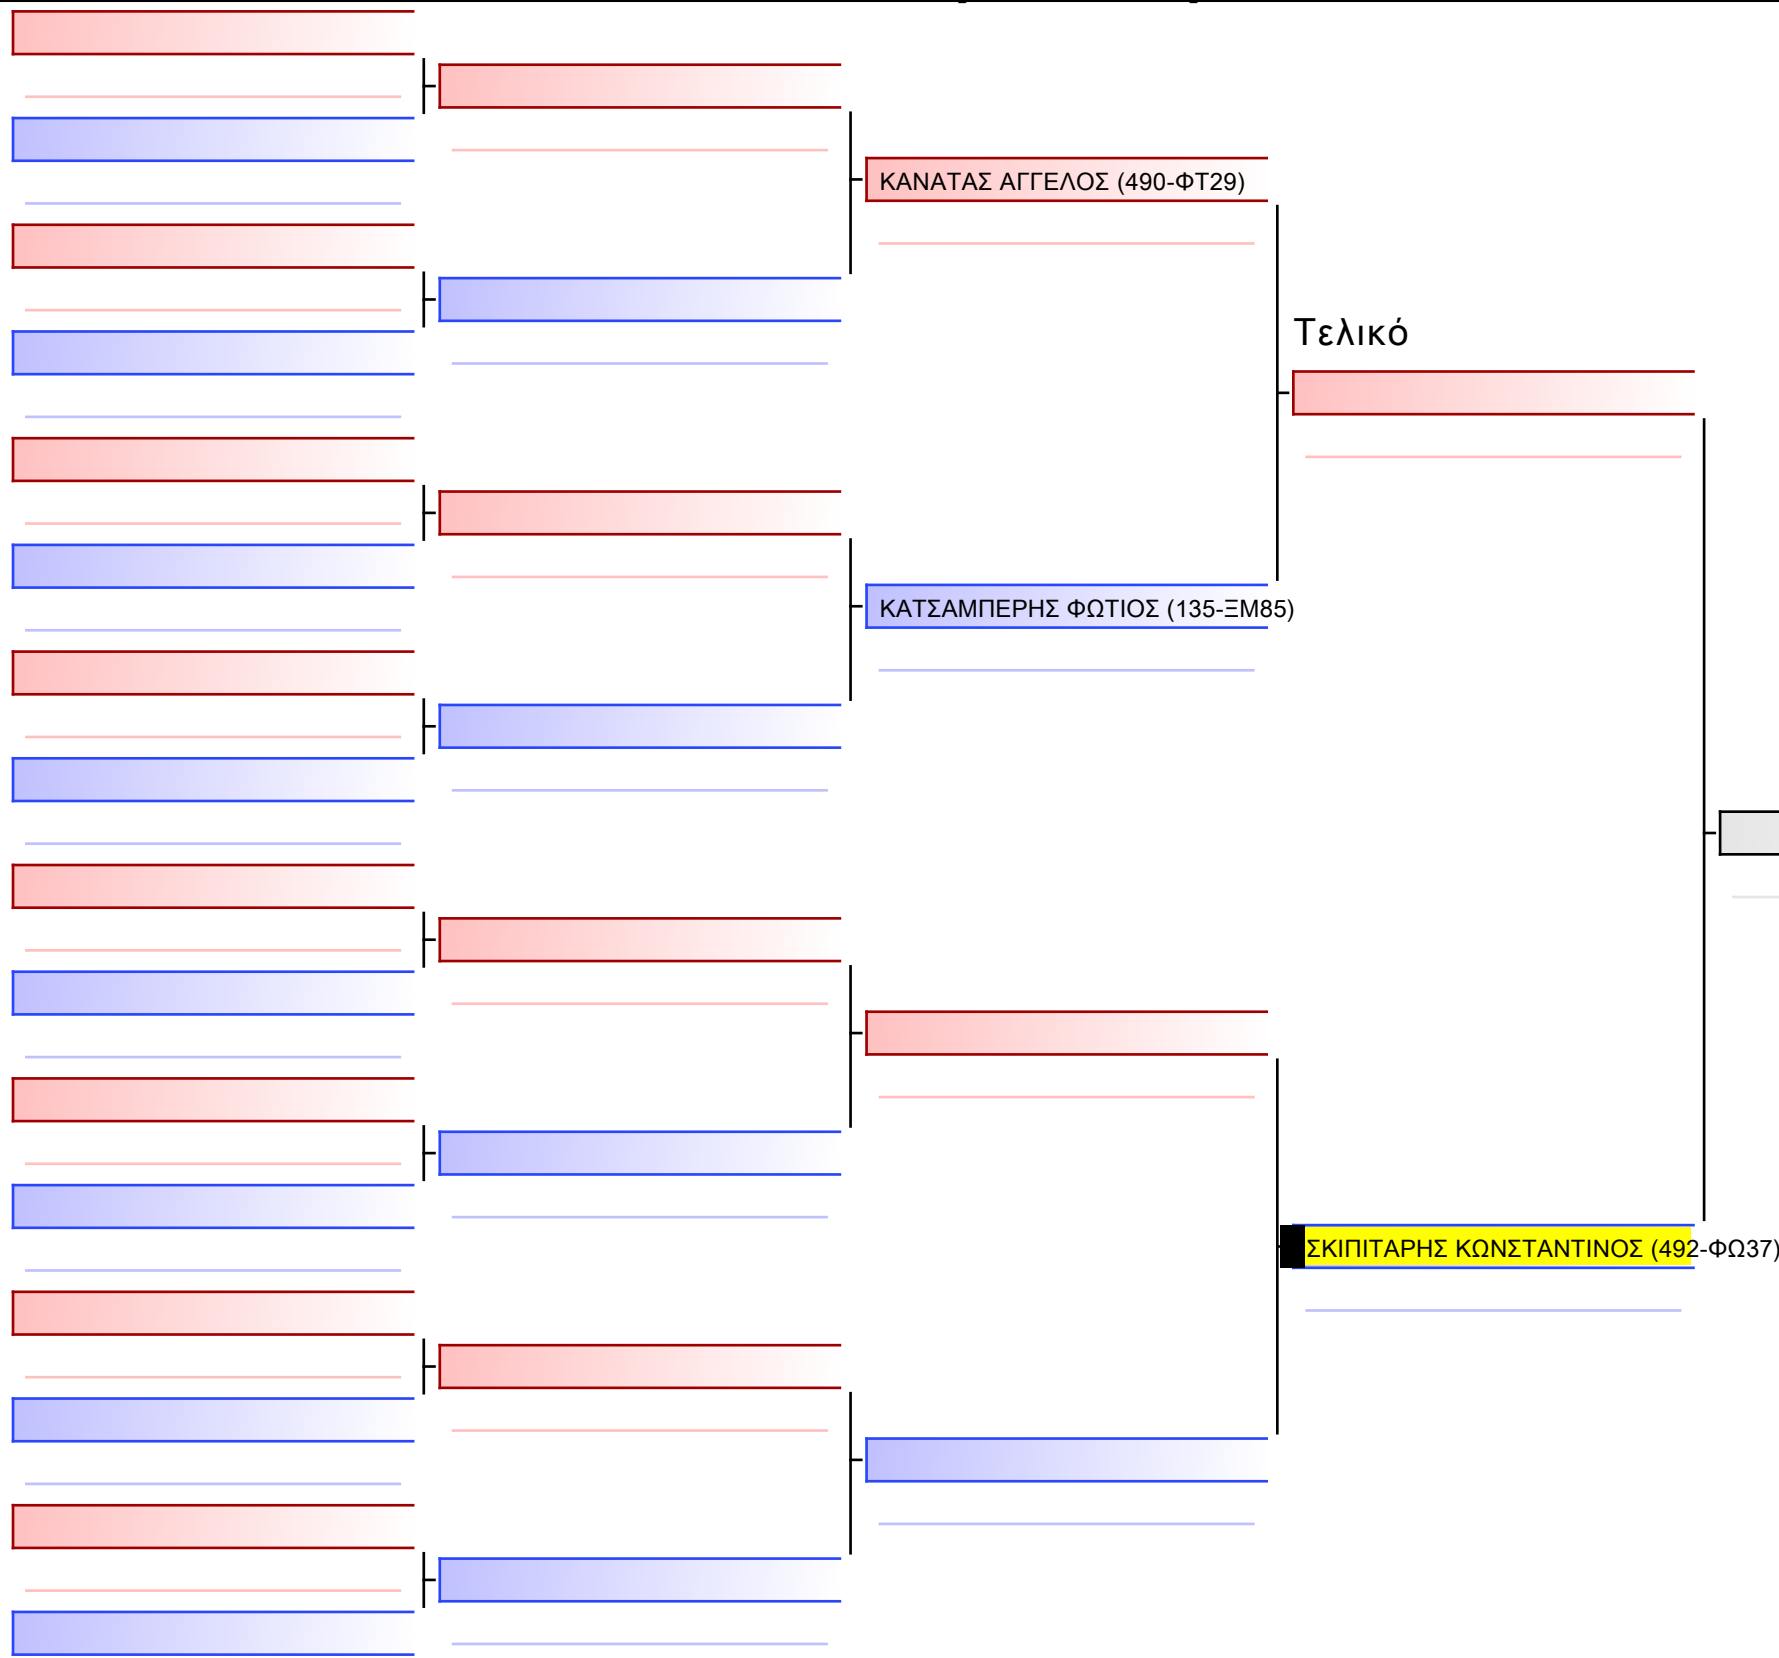 ΚΑΝΑΤΑΣ ΑΓΓΕΛΟΣ (490-ΦΤ29)
Τελικό
ΚΑΤΣΑΜΠΕΡΗΣ ΦΩΤΙΟΣ (135-ΞΜ85)
ΣΚΙΠΙΤΑΡΗΣ ΚΩΝΣΤΑΝΤΙΝΟΣ (492-ΦΩ37)